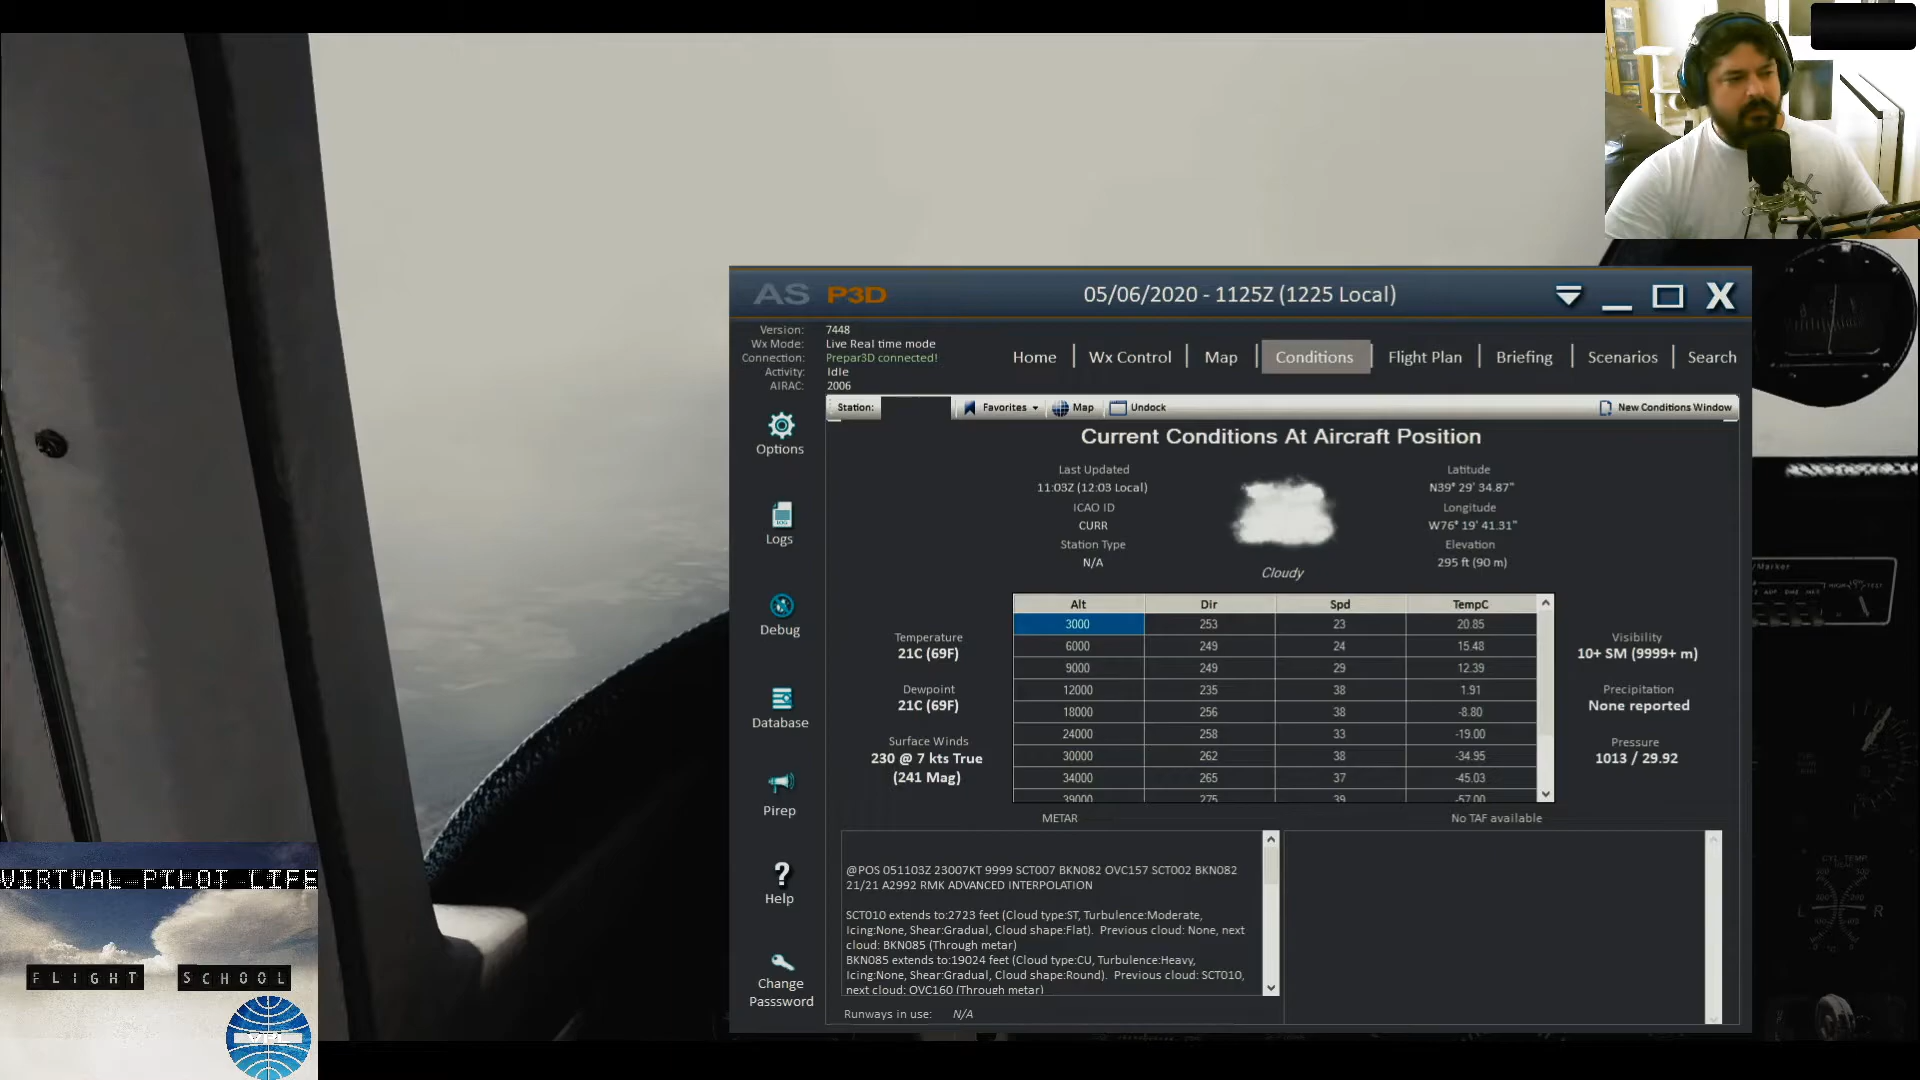 AS P3D
05/06/2020 - 1125Z (1225 Local)
X
Version: 7448
Wx Mode: Live Real time mode
Connection: Prepar3D connected!
Activity: Idle
AIRAC: 2006
Home Wx Control Map Conditions Flight Plan Briefing Scenarios Search
Station: Favorites Map Undock New Conditions Window
Options
Logs
Debug
Database
Pirep
Help
Change
Passsword
Current Conditions At Aircraft Position
Last Updated
11:03Z (12:03 Local)
ICAO ID
CURR
Station Type
N/A
Cloudy
Latitude
N39° 29' 34.87"
Longitude
W76° 19' 41.31"
Elevation
295 ft (90 m)
Temperature
21C (69F)
Dewpoint
21C (69F)
Surface Winds
230 @ 7 kts True
(241 Mag)
Alt Dir Spd TempC
3000 253 23 20.85
6000 249 24 15.48
9000 249 29 12.39
12000 235 38 1.91
18000 256 38 -8.80
24000 258 33 -19.00
30000 262 38 -34.95
34000 265 37 -45.03
39000 275 39 -57.00
Visibility
10+ SM (9999+ m)
Precipitation
None reported
Pressure
1013 / 29.92
METAR
No TAF available
@POS 051103Z 23007KT 9999 SCT007 BKN082 OVC157 SCT002 BKN082
21/21 A2992 RMK ADVANCED INTERPOLATION
SCT010 extends to:2723 feet (Cloud type:ST, Turbulence:Moderate,
Icing:None, Shear:Gradual, Cloud shape:Flat). Previous cloud: None, next
cloud: BKN085 (Through metar)
BKN085 extends to:19024 feet (Cloud type:CU, Turbulence:Heavy,
Icing:None, Shear:Gradual, Cloud shape:Round). Previous cloud: SCT010,
next cloud: OVC160 (Through metar)
Runways in use: N/A
VIRTUAL PILOT LIFE
FLIGHT SCHOOL
L R